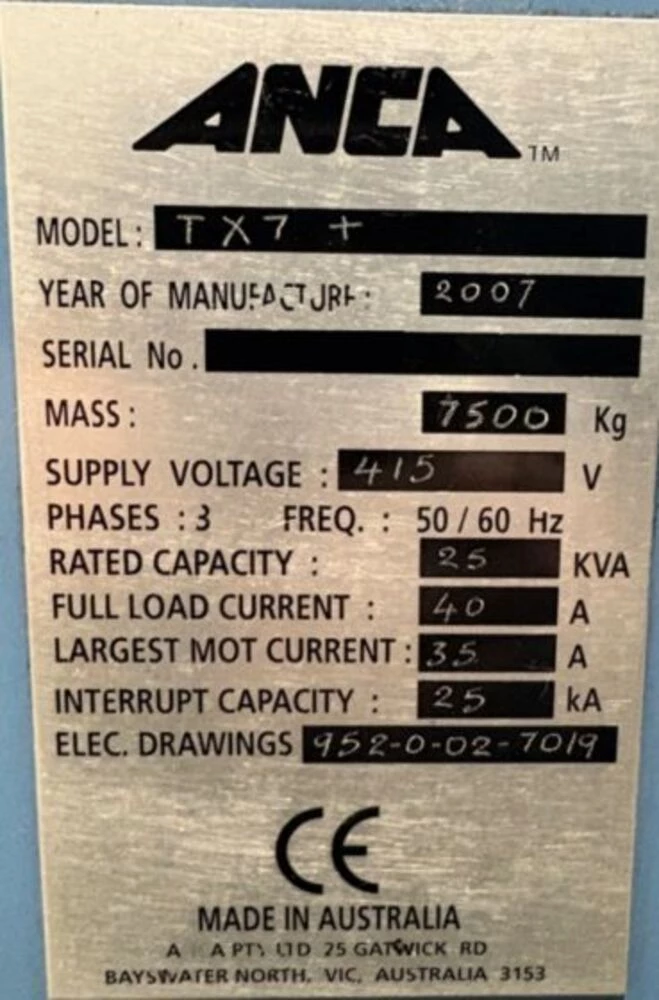 ANCA TM
MODEL: TX7 +
YEAR OF MANUFACTURE: 2007
SERIAL No.
MASS: 7500 Kg
SUPPLY VOLTAGE: 415 V
PHASES: 3 FREQ.: 50/60 Hz
RATED CAPACITY: 25 KVA
FULL LOAD CURRENT: 40 A
LARGEST MOT CURRENT: 35 A
INTERRUPT CAPACITY: 25 kA
ELEC. DRAWINGS 952-0-02-7019
CE
MADE IN AUSTRALIA
A A PTY LTD 25 GATWICK RD
BAYSWATER NORTH, VIC, AUSTRALIA 3153